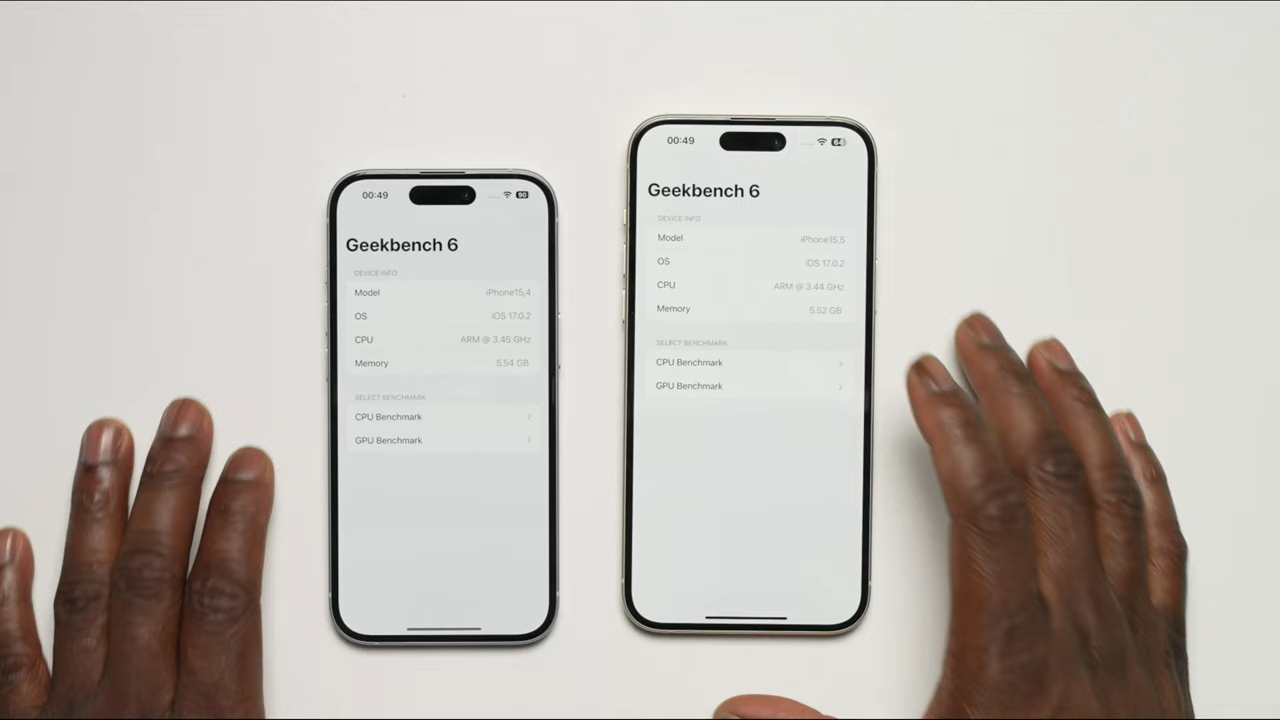 00:49
90
Geekbench 6
DEVICE INFO
Model iPhone15,4
OS iOS 17.0.2
CPU ARM @ 3.45 GHz
Memory 5.54 GB
SELECT BENCHMARK
CPU Benchmark
GPU Benchmark
00:49
64
Geekbench 6
DEVICE INFO
Model iPhone15,5
OS iOS 17.0.2
CPU ARM @ 3.44 GHz
Memory 5.52 GB
SELECT BENCHMARK
CPU Benchmark
GPU Benchmark